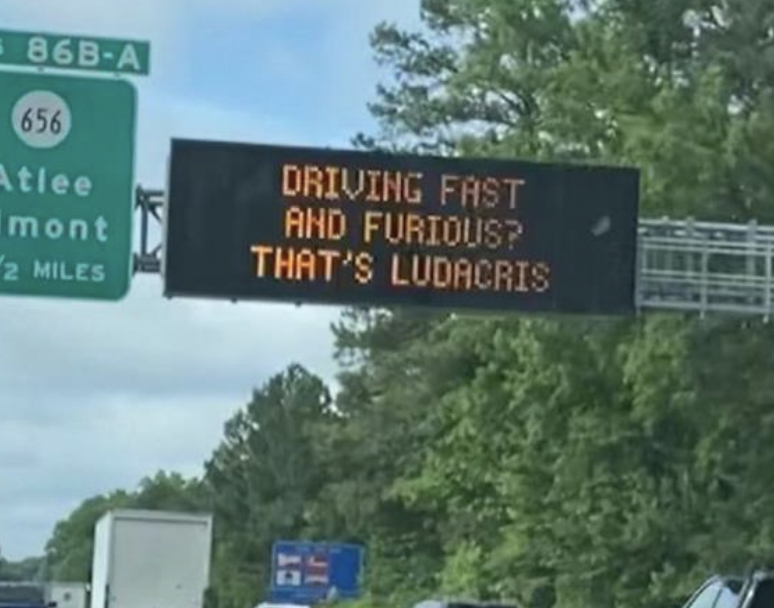 86B-A
656
Atlee
mont
/2 MILES
DRIVING FAST
AND FURIOUS?
THAT'S LUDACRIS